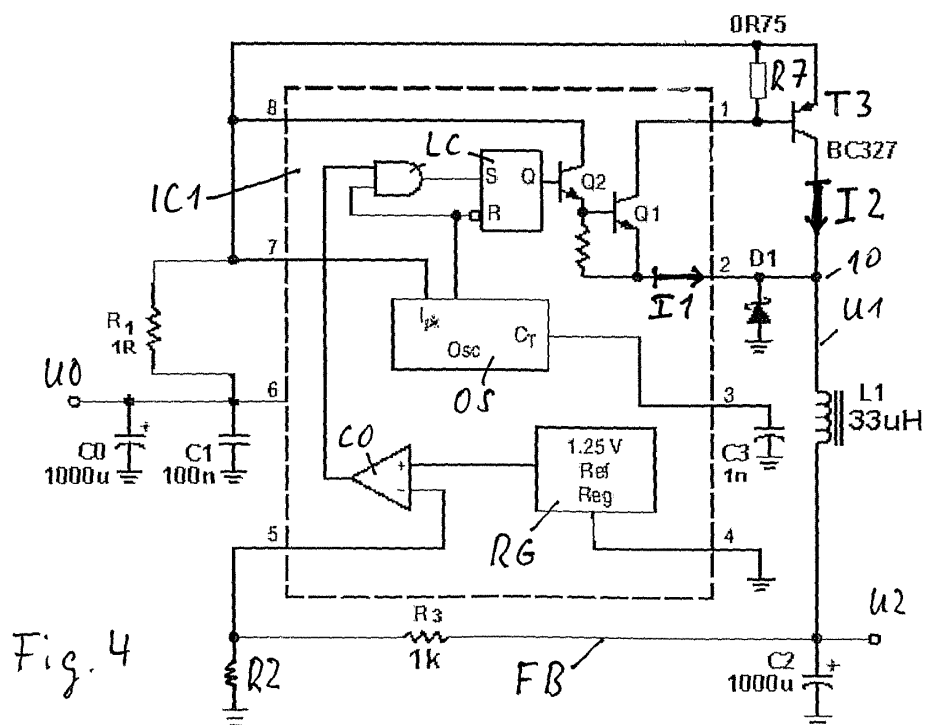 0R75
R7
T3
BC327
8
1
LC
S Q
R
Q2
Q1
IC1
I2
7
2
D1
10
I1
U1
R1
1R
Ipk
Osc
CT
OS
U0
6
3
L1
33uH
C0
1000u
C1
100n
C0
+
-
1.25 V
Ref
Reg
C3
1n
RG
5
4
R3
1k
U2
FB
Fig. 4
R2
C2
1000u
+
+